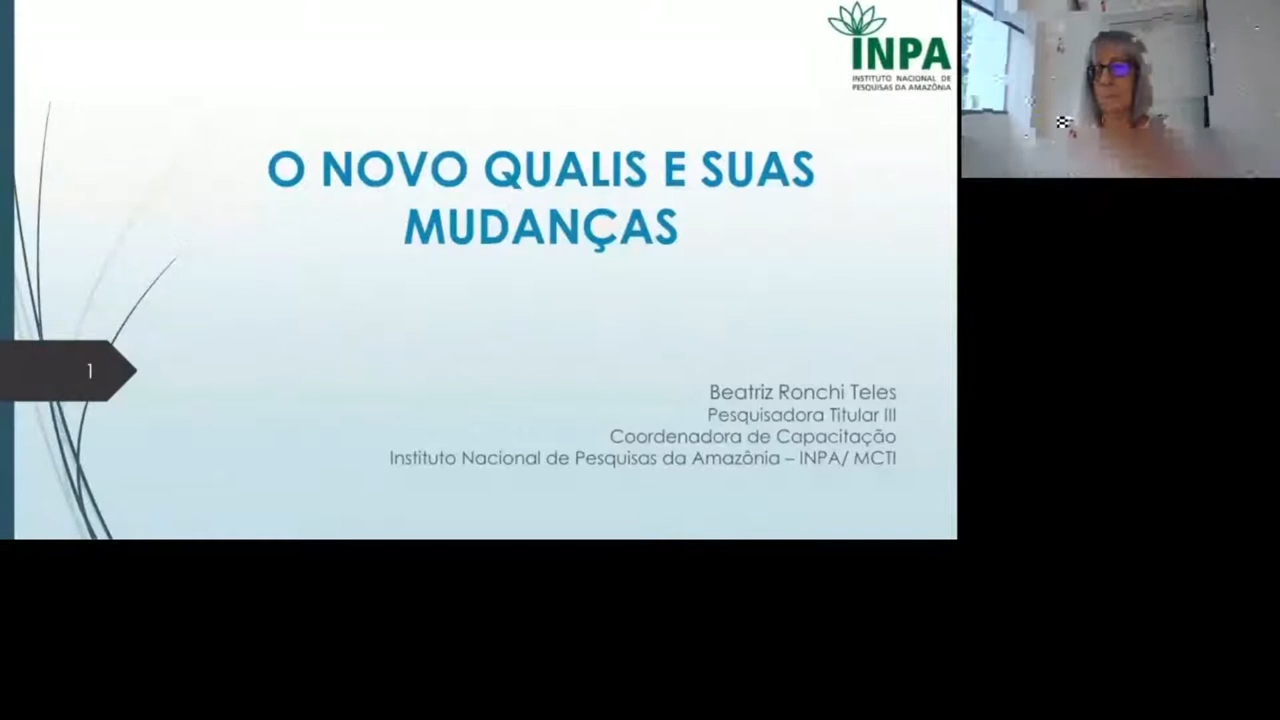 INPA
INSTITUTO NACIONAL DE
PESQUISAS DA AMAZÔNIA
O NOVO QUALIS E SUAS
MUDANÇAS
1
Beatriz Ronchi Teles
Pesquisadora Titular III
Coordenadora de Capacitação
Instituto Nacional de Pesquisas da Amazônia – INPA/ MCTI